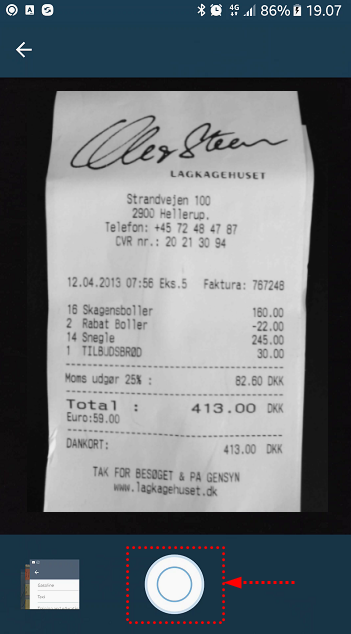 4G 86% 19.07
Ole & Steen
LAGKAGEHUSET
Strandvejen 100
2900 Hellerup.
Telefon: +45 72 48 47 87
CVR nr.: 20 21 30 94
12.04.2013 07:56 Eks.5 Faktura: 767248
16 Skagensboller 160.00
2 Rabat Boller -22.00
14 Snegle 245.00
1 TILBUDSBRØD 30.00
Moms udgør 25% : 82.60 DKK
Total : 413.00 DKK
Euro:59.00
DANKORT: 413.00 DKK
TAK FOR BESØGET & PÅ GENSYN
www.lagkagehuset.dk